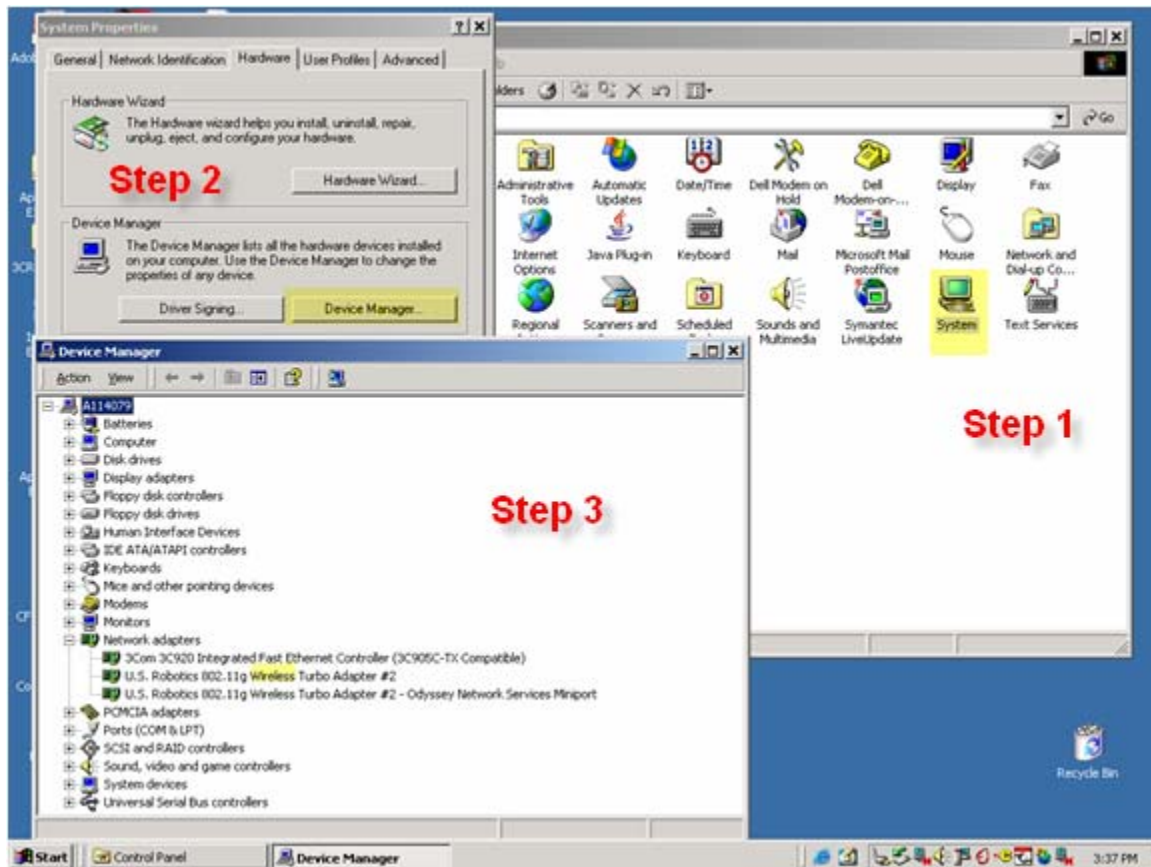 System Properties
General
Network Identification
Hardware
User Profiles
Advanced
Hardware Wizard
The Hardware wizard helps you install, uninstall, repair,
unplug, eject, and configure your hardware.
Step 2
Hardware Wizard...
Device Manager
The Device Manager lists all the hardware devices installed
on your computer. Use the Device Manager to change the
properties of any device.
Driver Signing...
Device Manager...
Go
Administrative Tools
Automatic Updates
Date/Time
Dell Modem on Hold
Dell Modem-on-...
Display
Fax
Internet Options
Java Plug-in
Keyboard
Mail
Microsoft Mail Postoffice
Mouse
Network and Dial-up Co...
Regional
Scanners and
Scheduled
Sounds and Multimedia
Symantec LiveUpdate
System
Text Services
Step 1
Device Manager
Action View
A114079
Batteries
Computer
Disk drives
Display adapters
Floppy disk controllers
Floppy disk drives
Human Interface Devices
IDE ATA/ATAPI controllers
Keyboards
Mice and other pointing devices
Modems
Monitors
Network adapters
3Com 3C920 Integrated Fast Ethernet Controller (3C905C-TX Compatible)
U.S. Robotics 802.11g Wireless Turbo Adapter #2
U.S. Robotics 802.11g Wireless Turbo Adapter #2 - Odyssey Network Services Miniport
PCMCIA adapters
Ports (COM & LPT)
SCSI and RAID controllers
Sound, video and game controllers
System devices
Universal Serial Bus controllers
Step 3
Recycle Bin
Start
Control Panel
Device Manager
3:37 PM